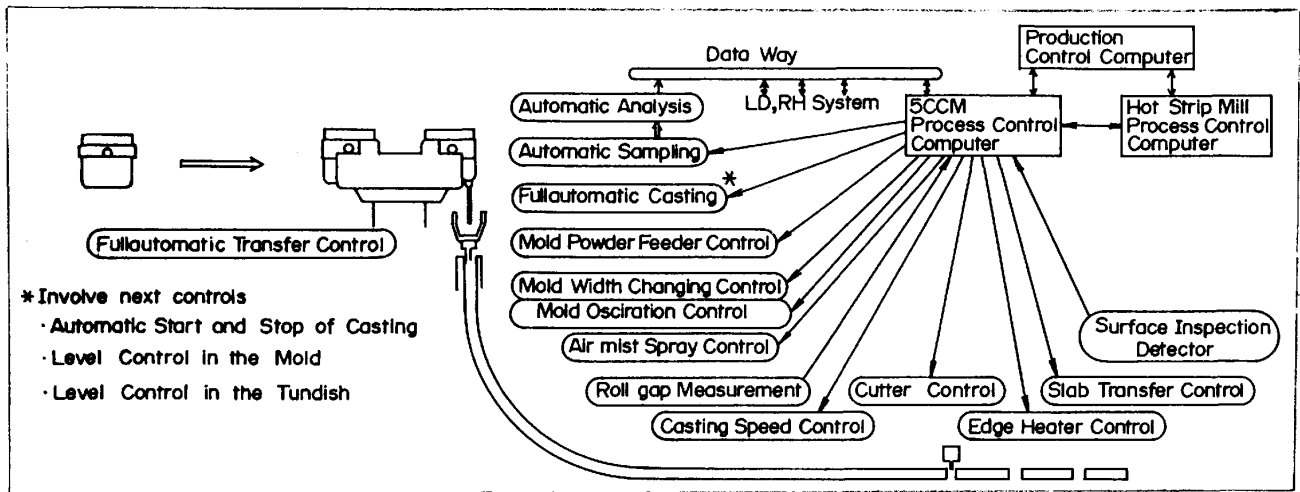 Data Way
Production
Control Computer
Automatic Analysis
LD,RH System
5CCM
Process Control
Computer
Hot Strip Mill
Process Control
Computer
Automatic Sampling
Fullautomatic Casting *
Fullautomatic Transfer Control
Mold Powder Feeder Control
Mold Width Changing Control
Mold Osciration Control
Air mist Spray Control
Surface Inspection
Detector
Roll gap Measurement
Cutter Control
Slab Transfer Control
Casting Speed Control
Edge Heater Control
* Involve next controls
· Automatic Start and Stop of Casting
· Level Control in the Mold
· Level Control in the Tundish